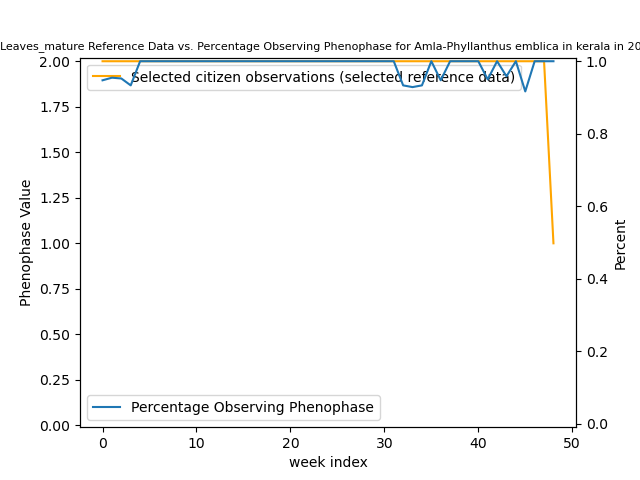 Leaves_mature Reference Data vs. Percentage Observing Phenophase for Amla-Phyllanthus emblica in kerala in 20
Selected citizen observations (selected reference data)
Percentage Observing Phenophase
Phenophase Value
2.00
1.75
1.50
1.25
1.00
0.75
0.50
0.25
0.00
Percent
1.0
0.8
0.6
0.4
0.2
0.0
0 10 20 30 40 50
week index